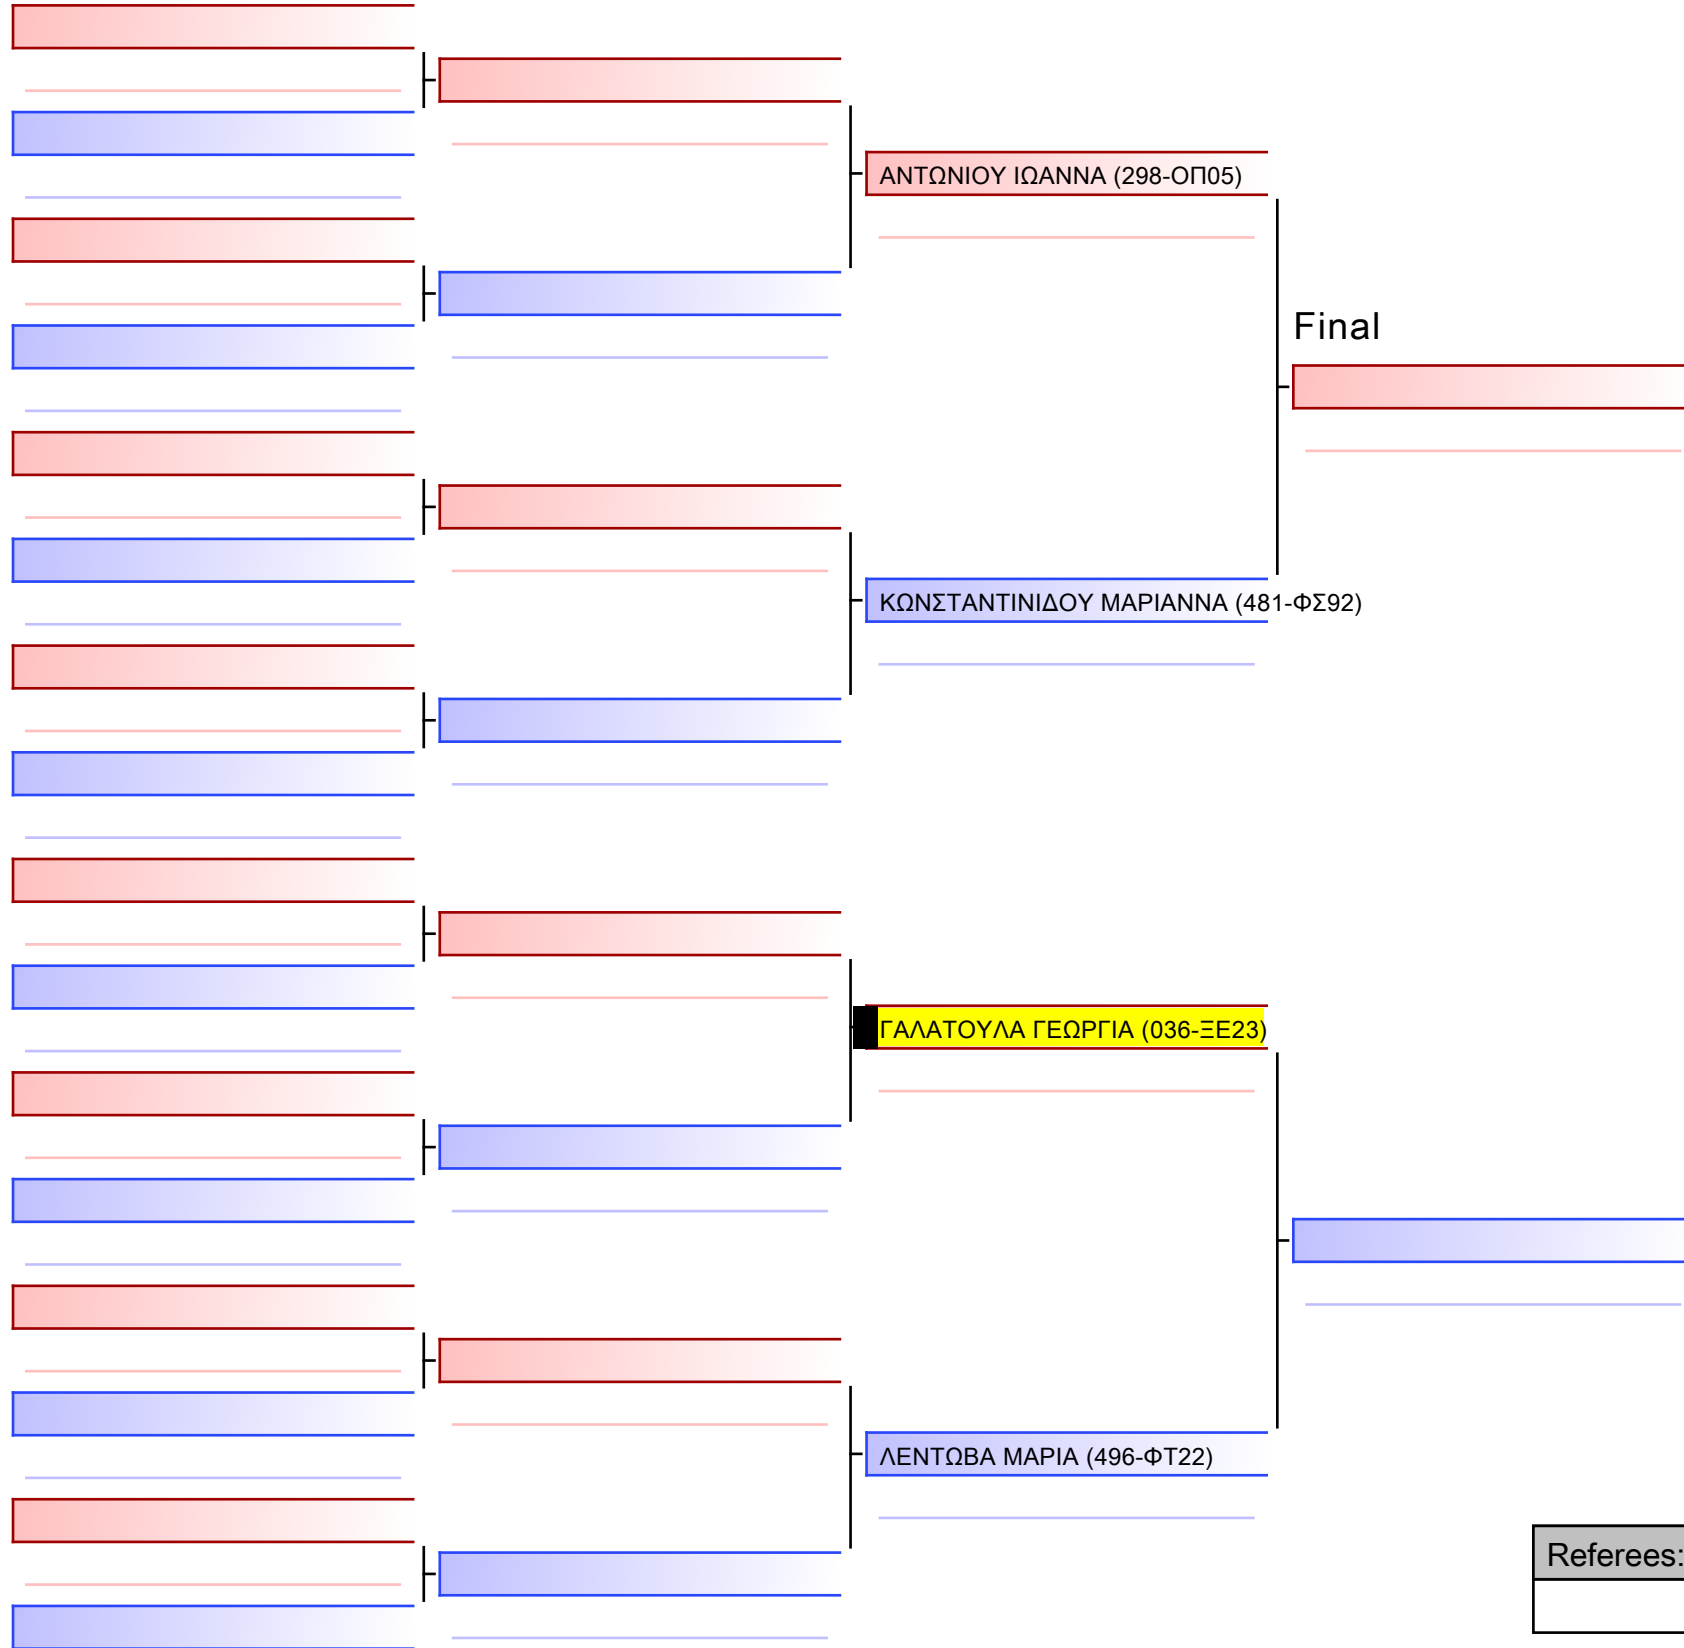 ΑΝΤΩΝΙΟΥ ΙΩΑΝΝΑ (298-ΟΠ05)
Final
ΚΩΝΣΤΑΝΤΙΝΙΔΟΥ ΜΑΡΙΑΝΝΑ (481-ΦΣ92)
ΓΑΛΑΤΟΥΛΑ ΓΕΩΡΓΙΑ (036-ΞΕ23)
ΛΕΝΤΩΒΑ ΜΑΡΙΑ (496-ΦΤ22)
Referees: